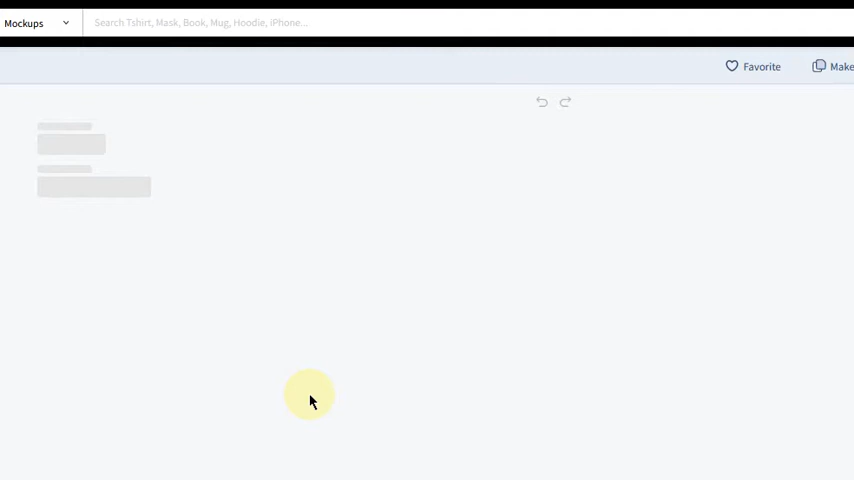 Mockups
Search Tshirt, Mask, Book, Mug, Hoodie, iPhone...
Favorite
Make